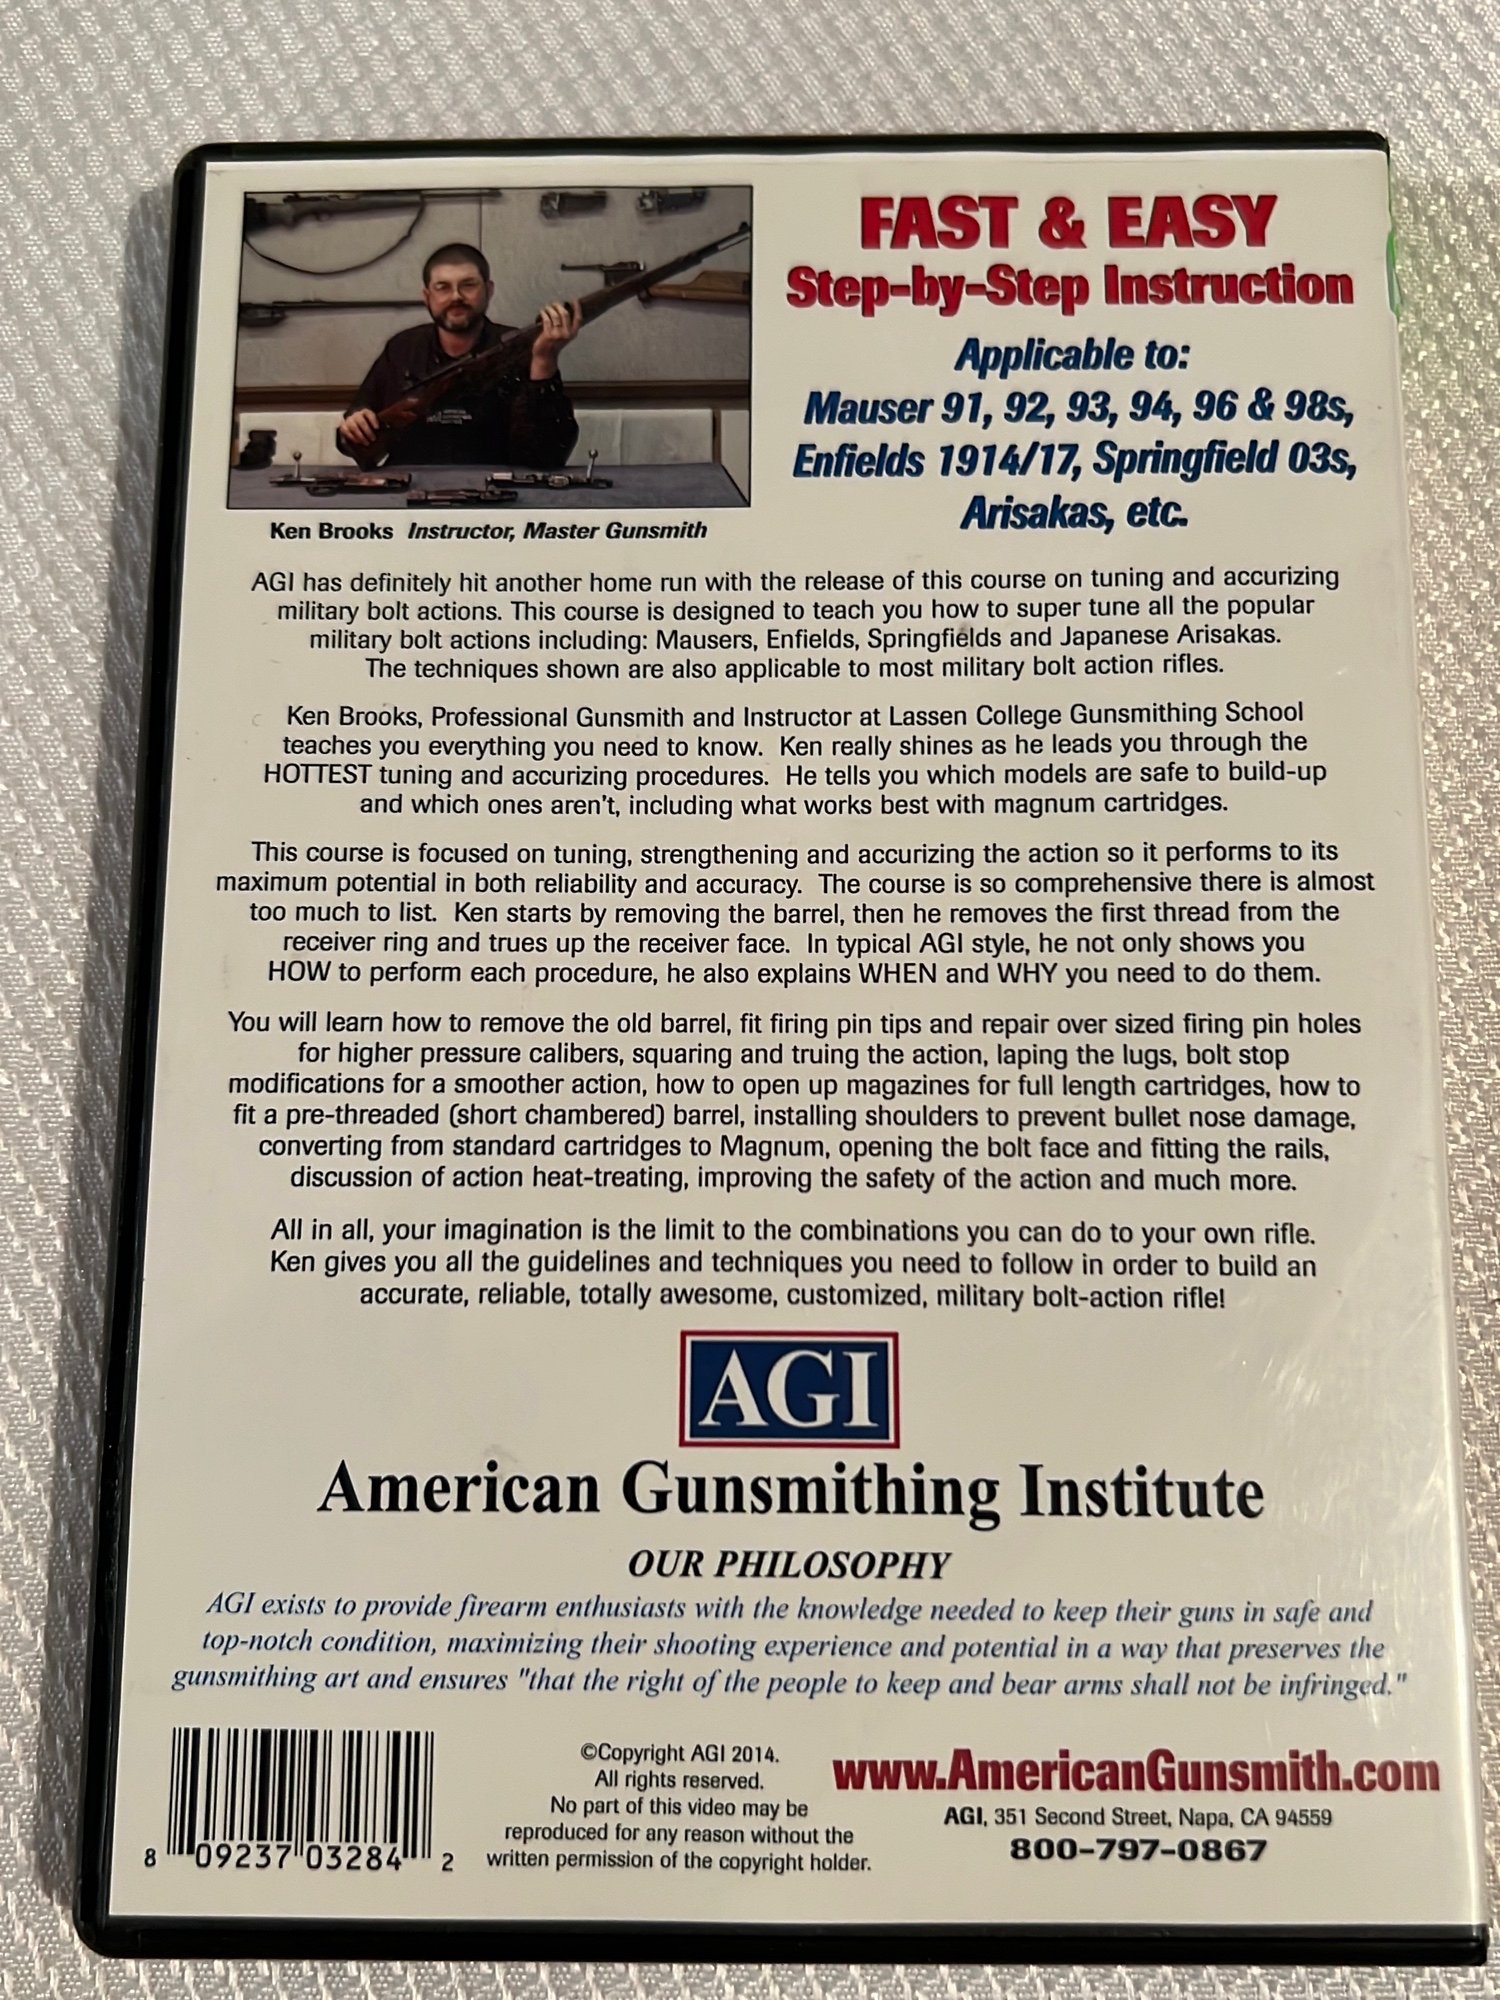 FAST & EASY
Step-by-Step Instruction
Applicable to:
Mauser 91, 92, 93, 94, 96 & 98s,
Enfields 1914/17, Springfield 03s,
Arisakas, etc.
Ken Brooks Instructor, Master Gunsmith
AGI has definitely hit another home run with the release of this course on tuning and accurizing
military bolt actions. This course is designed to teach you how to super tune all the popular
military bolt actions including: Mausers, Enfields, Springfields and Japanese Arisakas.
The techniques shown are also applicable to most military bolt action rifles.
Ken Brooks, Professional Gunsmith and Instructor at Lassen College Gunsmithing School
teaches you everything you need to know. Ken really shines as he leads you through the
HOTTEST tuning and accurizing procedures. He tells you which models are safe to build-up
and which ones aren't, including what works best with magnum cartridges.
This course is focused on tuning, strengthening and accurizing the action so it performs to its
maximum potential in both reliability and accuracy. The course is so comprehensive there is almost
too much to list. Ken starts by removing the barrel, then he removes the first thread from the
receiver ring and trues up the receiver face. In typical AGI style, he not only shows you
HOW to perform each procedure, he also explains WHEN and WHY you need to do them.
You will learn how to remove the old barrel, fit firing pin tips and repair over sized firing pin holes
for higher pressure calibers, squaring and truing the action, laping the lugs, bolt stop
modifications for a smoother action, how to open up magazines for full length cartridges, how to
fit a pre-threaded (short chambered) barrel, installing shoulders to prevent bullet nose damage,
converting from standard cartridges to Magnum, opening the bolt face and fitting the rails,
discussion of action heat-treating, improving the safety of the action and much more.
All in all, your imagination is the limit to the combinations you can do to your own rifle.
Ken gives you all the guidelines and techniques you need to follow in order to build an
accurate, reliable, totally awesome, customized, military bolt-action rifle!
AGI
American Gunsmithing Institute
OUR PHILOSOPHY
AGI exists to provide firearm enthusiasts with the knowledge needed to keep their guns in safe and
top-notch condition, maximizing their shooting experience and potential in a way that preserves the
gunsmithing art and ensures "that the right of the people to keep and bear arms shall not be infringed."
8 09237 03284 2
©Copyright AGI 2014.
All rights reserved.
No part of this video may be
reproduced for any reason without the
written permission of the copyright holder.
www.AmericanGunsmith.com
AGI, 351 Second Street, Napa, CA 94559
800-797-0867